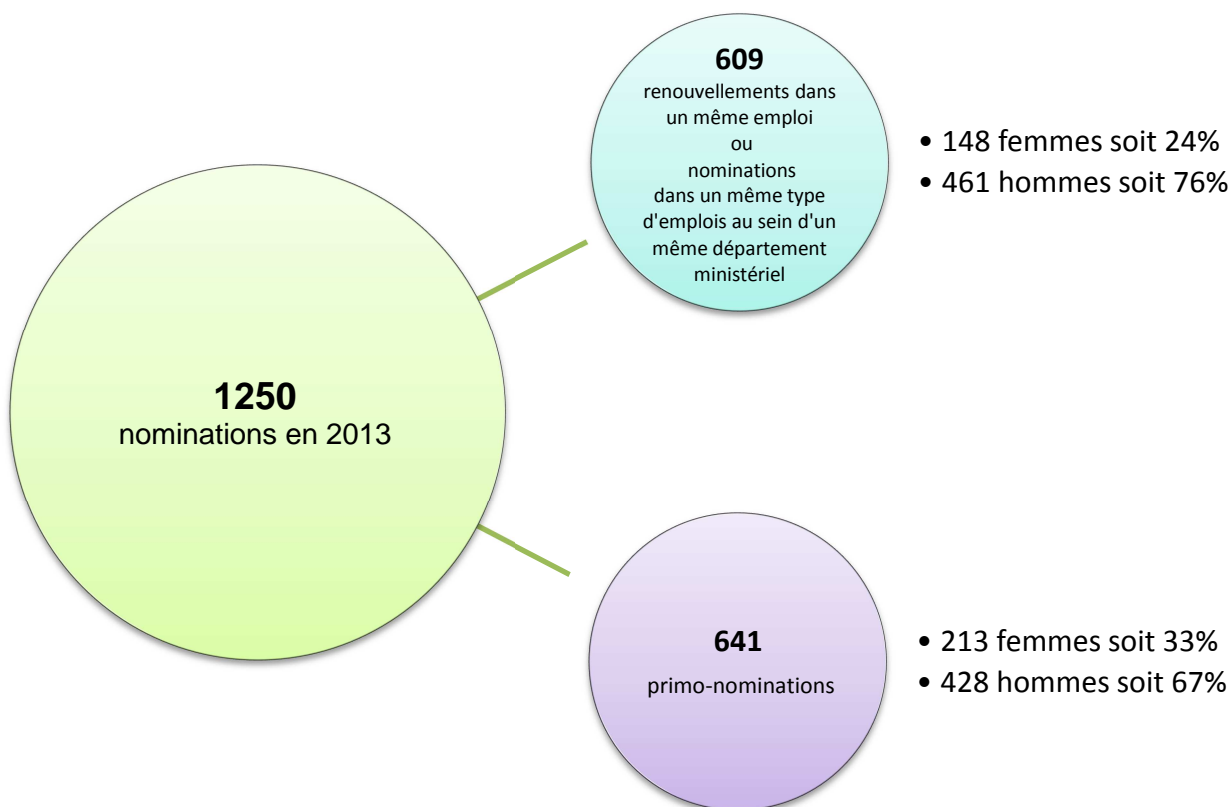 1250
nominations en 2013
609
renouvellements dans
un même emploi
ou
nominations
dans un même type
d'emplois au sein d'un
même département
ministériel
• 148 femmes soit 24%
• 461 hommes soit 76%
641
primo-nominations
• 213 femmes soit 33%
• 428 hommes soit 67%